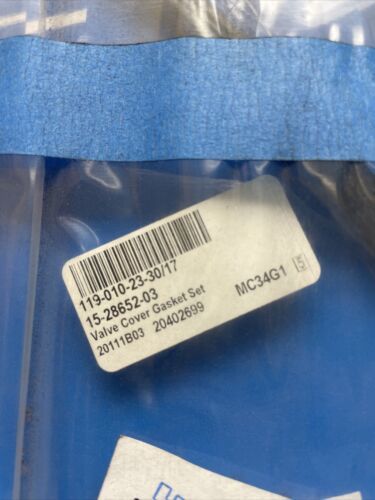 119-010-23-30/17
15-28652-03
Valve Cover Gasket Set
20111B03 20402699
MC34G1 5